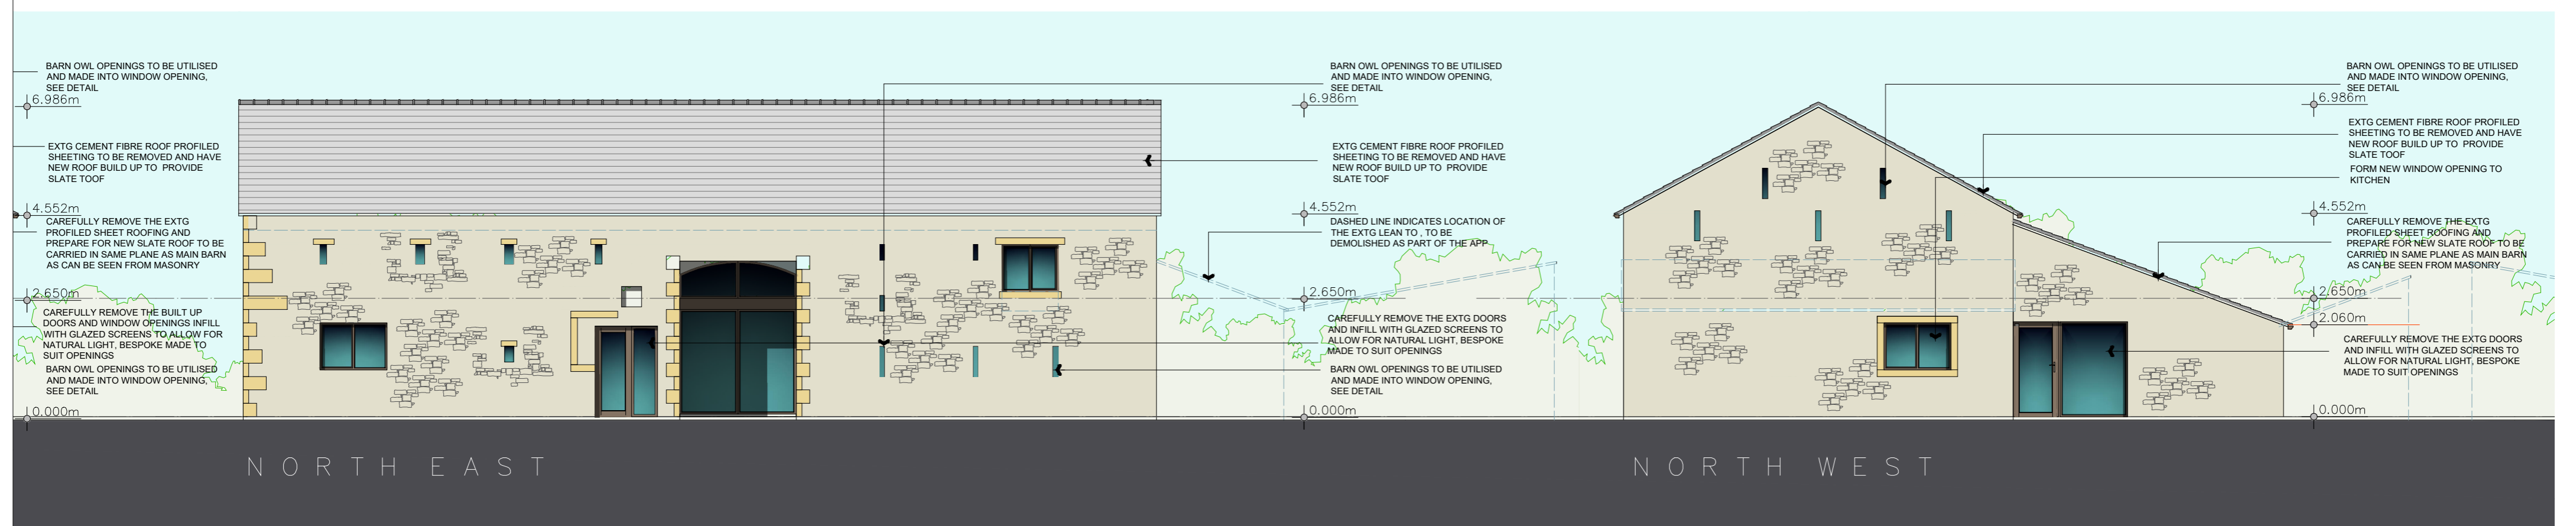 BARN OWL OPENINGS TO BE UTILISED
AND MADE INTO WINDOW OPENING,
SEE DETAIL
6.986m
EXTG CEMENT FIBRE ROOF PROFILED
SHEETING TO BE REMOVED AND HAVE
NEW ROOF BUILD UP TO PROVIDE
SLATE TOOF
4.552m
CAREFULLY REMOVE THE EXTG
PROFILED SHEET ROOFING AND
PREPARE FOR NEW SLATE ROOF TO BE
CARRIED IN SAME PLANE AS MAIN BARN
AS CAN BE SEEN FROM MASONRY
2.650m
CAREFULLY REMOVE THE BUILT UP
DOORS AND WINDOW OPENINGS INFILL
WITH GLAZED SCREENS TO ALLOW FOR
NATURAL LIGHT, BESPOKE MADE TO
SUIT OPENINGS
BARN OWL OPENINGS TO BE UTILISED
AND MADE INTO WINDOW OPENING,
SEE DETAIL
0.000m
NORTH EAST
BARN OWL OPENINGS TO BE UTILISED
AND MADE INTO WINDOW OPENING,
SEE DETAIL
6.986m
EXTG CEMENT FIBRE ROOF PROFILED
SHEETING TO BE REMOVED AND HAVE
NEW ROOF BUILD UP TO PROVIDE
SLATE TOOF
4.552m
DASHED LINE INDICATES LOCATION OF
THE EXTG LEAN TO , TO BE
DEMOLISHED AS PART OF THE APP
2.650m
CAREFULLY REMOVE THE EXTG DOORS
AND INFILL WITH GLAZED SCREENS TO
ALLOW FOR NATURAL LIGHT, BESPOKE
MADE TO SUIT OPENINGS
BARN OWL OPENINGS TO BE UTILISED
AND MADE INTO WINDOW OPENING,
SEE DETAIL
0.000m
NORTH WEST
BARN OWL OPENINGS TO BE UTILISED
AND MADE INTO WINDOW OPENING,
SEE DETAIL
6.986m
EXTG CEMENT FIBRE ROOF PROFILED
SHEETING TO BE REMOVED AND HAVE
NEW ROOF BUILD UP TO PROVIDE
SLATE TOOF
FORM NEW WINDOW OPENING TO
KITCHEN
4.552m
CAREFULLY REMOVE THE EXTG
PROFILED SHEET ROOFING AND
PREPARE FOR NEW SLATE ROOF TO BE
CARRIED IN SAME PLANE AS MAIN BARN
AS CAN BE SEEN FROM MASONRY
2.650m
2.060m
CAREFULLY REMOVE THE EXTG DOORS
AND INFILL WITH GLAZED SCREENS TO
ALLOW FOR NATURAL LIGHT, BESPOKE
MADE TO SUIT OPENINGS
0.000m